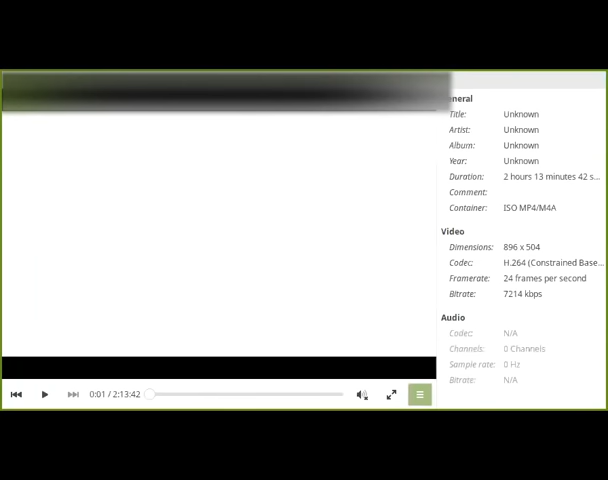 eneral
Title: Unknown
Artist: Unknown
Album: Unknown
Year: Unknown
Duration: 2 hours 13 minutes 42 s...
Comment:
Container: ISO MP4/M4A
Video
Dimensions: 896 x 504
Codec: H.264 (Constrained Base...
Framerate: 24 frames per second
Bitrate: 7214 kbps
Audio
Codec: N/A
Channels: 0 Channels
Sample rate: 0 Hz
Bitrate: N/A
0:01 / 2:13:42